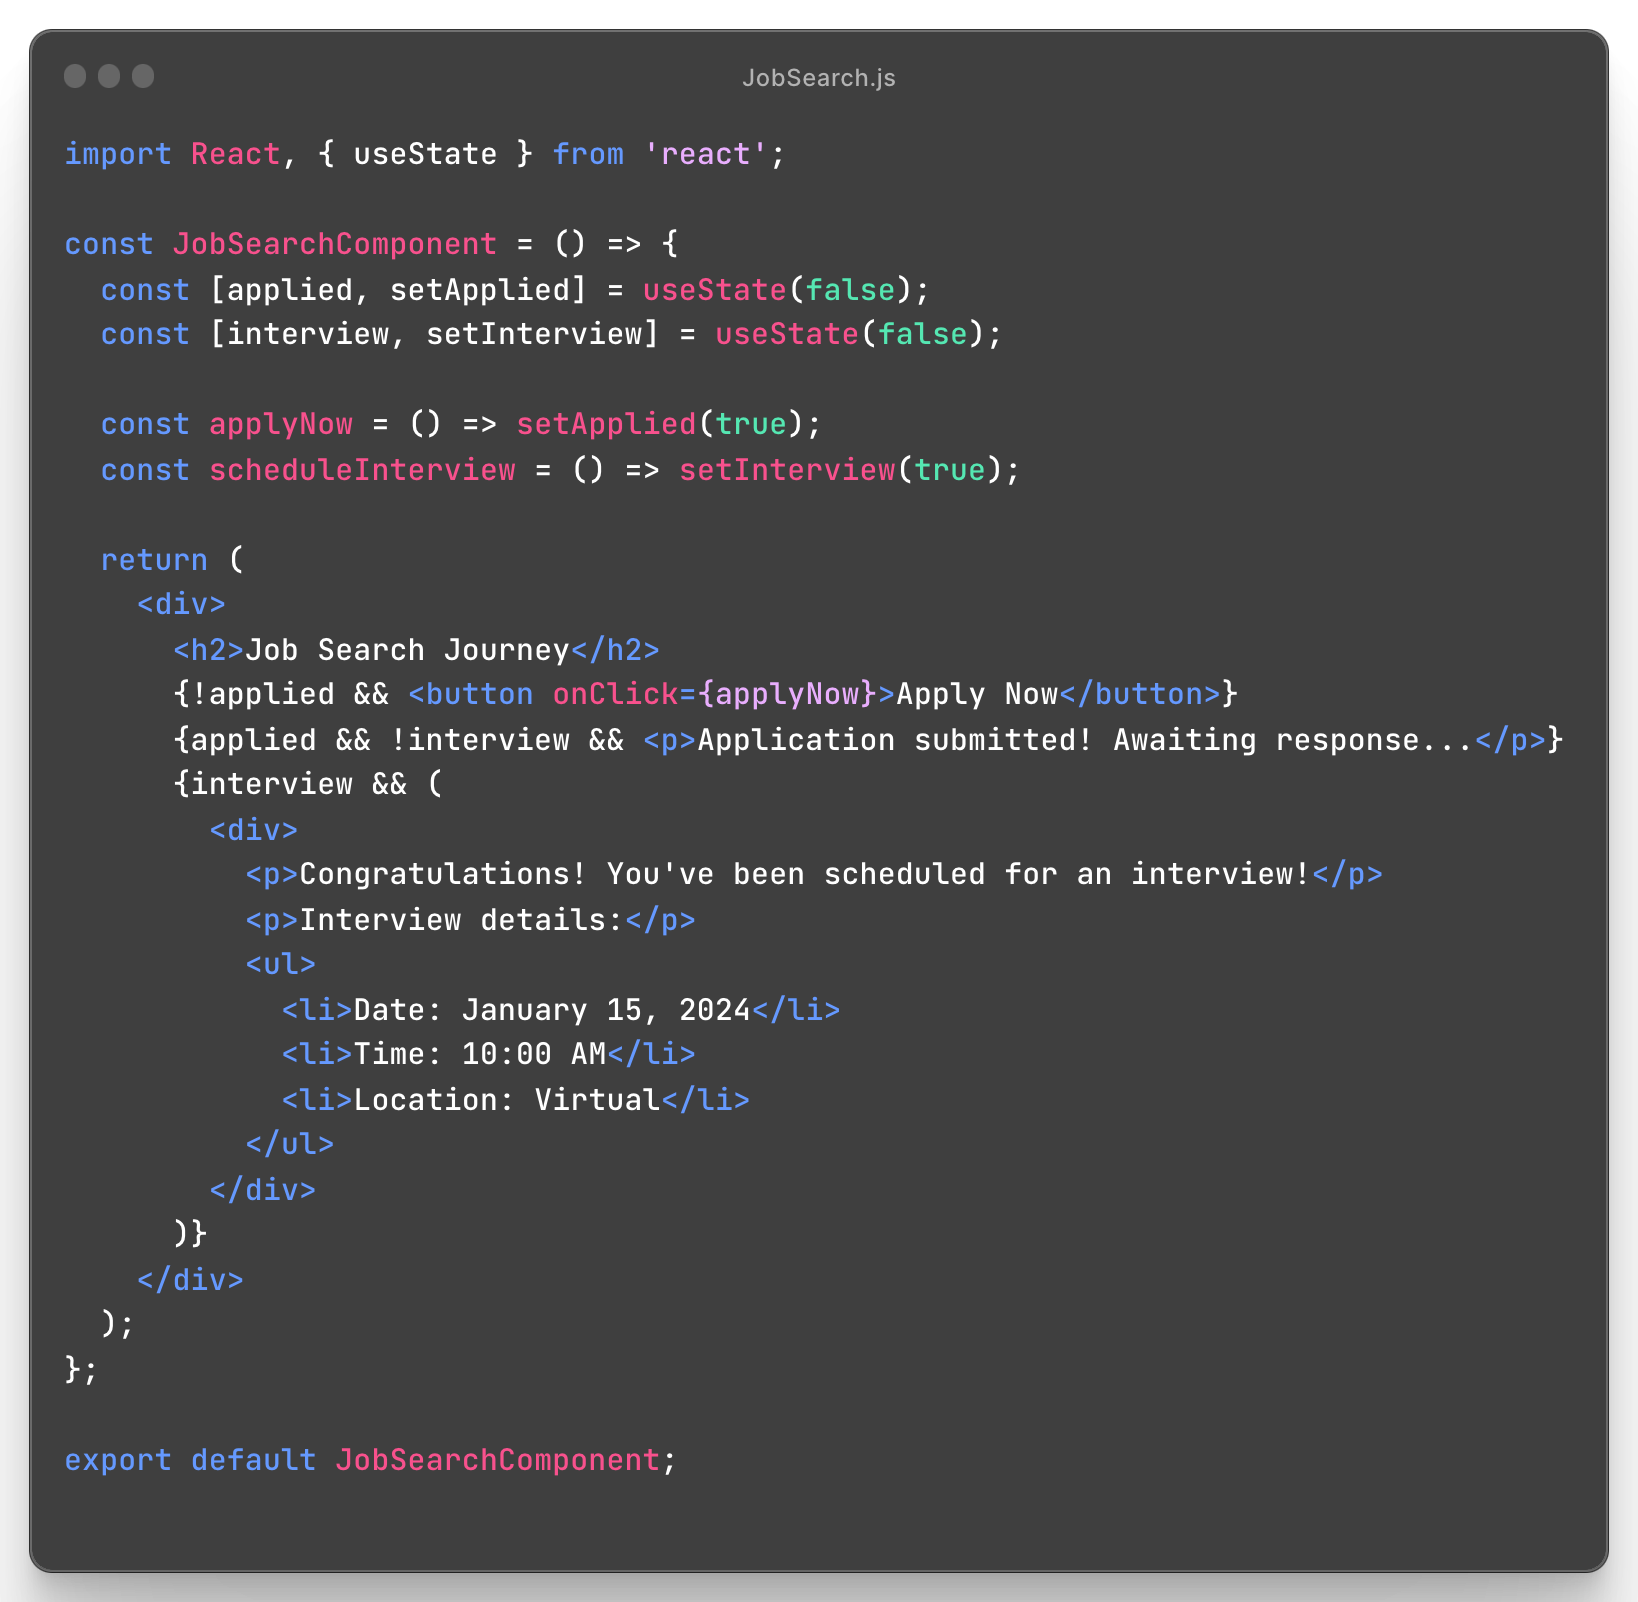 JobSearch.js
import React, { useState } from 'react';
const JobSearchComponent = () => {
  const [applied, setApplied] = useState(false);
  const [interview, setInterview] = useState(false);
  const applyNow = () => setApplied(true);
  const scheduleInterview = () => setInterview(true);
  return (
    <div>
      <h2>Job Search Journey</h2>
      {!applied && <button onClick={applyNow}>Apply Now</button>}
      {applied && !interview && <p>Application submitted! Awaiting response...</p>}
      {interview && (
        <div>
          <p>Congratulations! You've been scheduled for an interview!</p>
          <p>Interview details:</p>
          <ul>
            <li>Date: January 15, 2024</li>
            <li>Time: 10:00 AM</li>
            <li>Location: Virtual</li>
          </ul>
        </div>
      )}
    </div>
  );
};
export default JobSearchComponent;